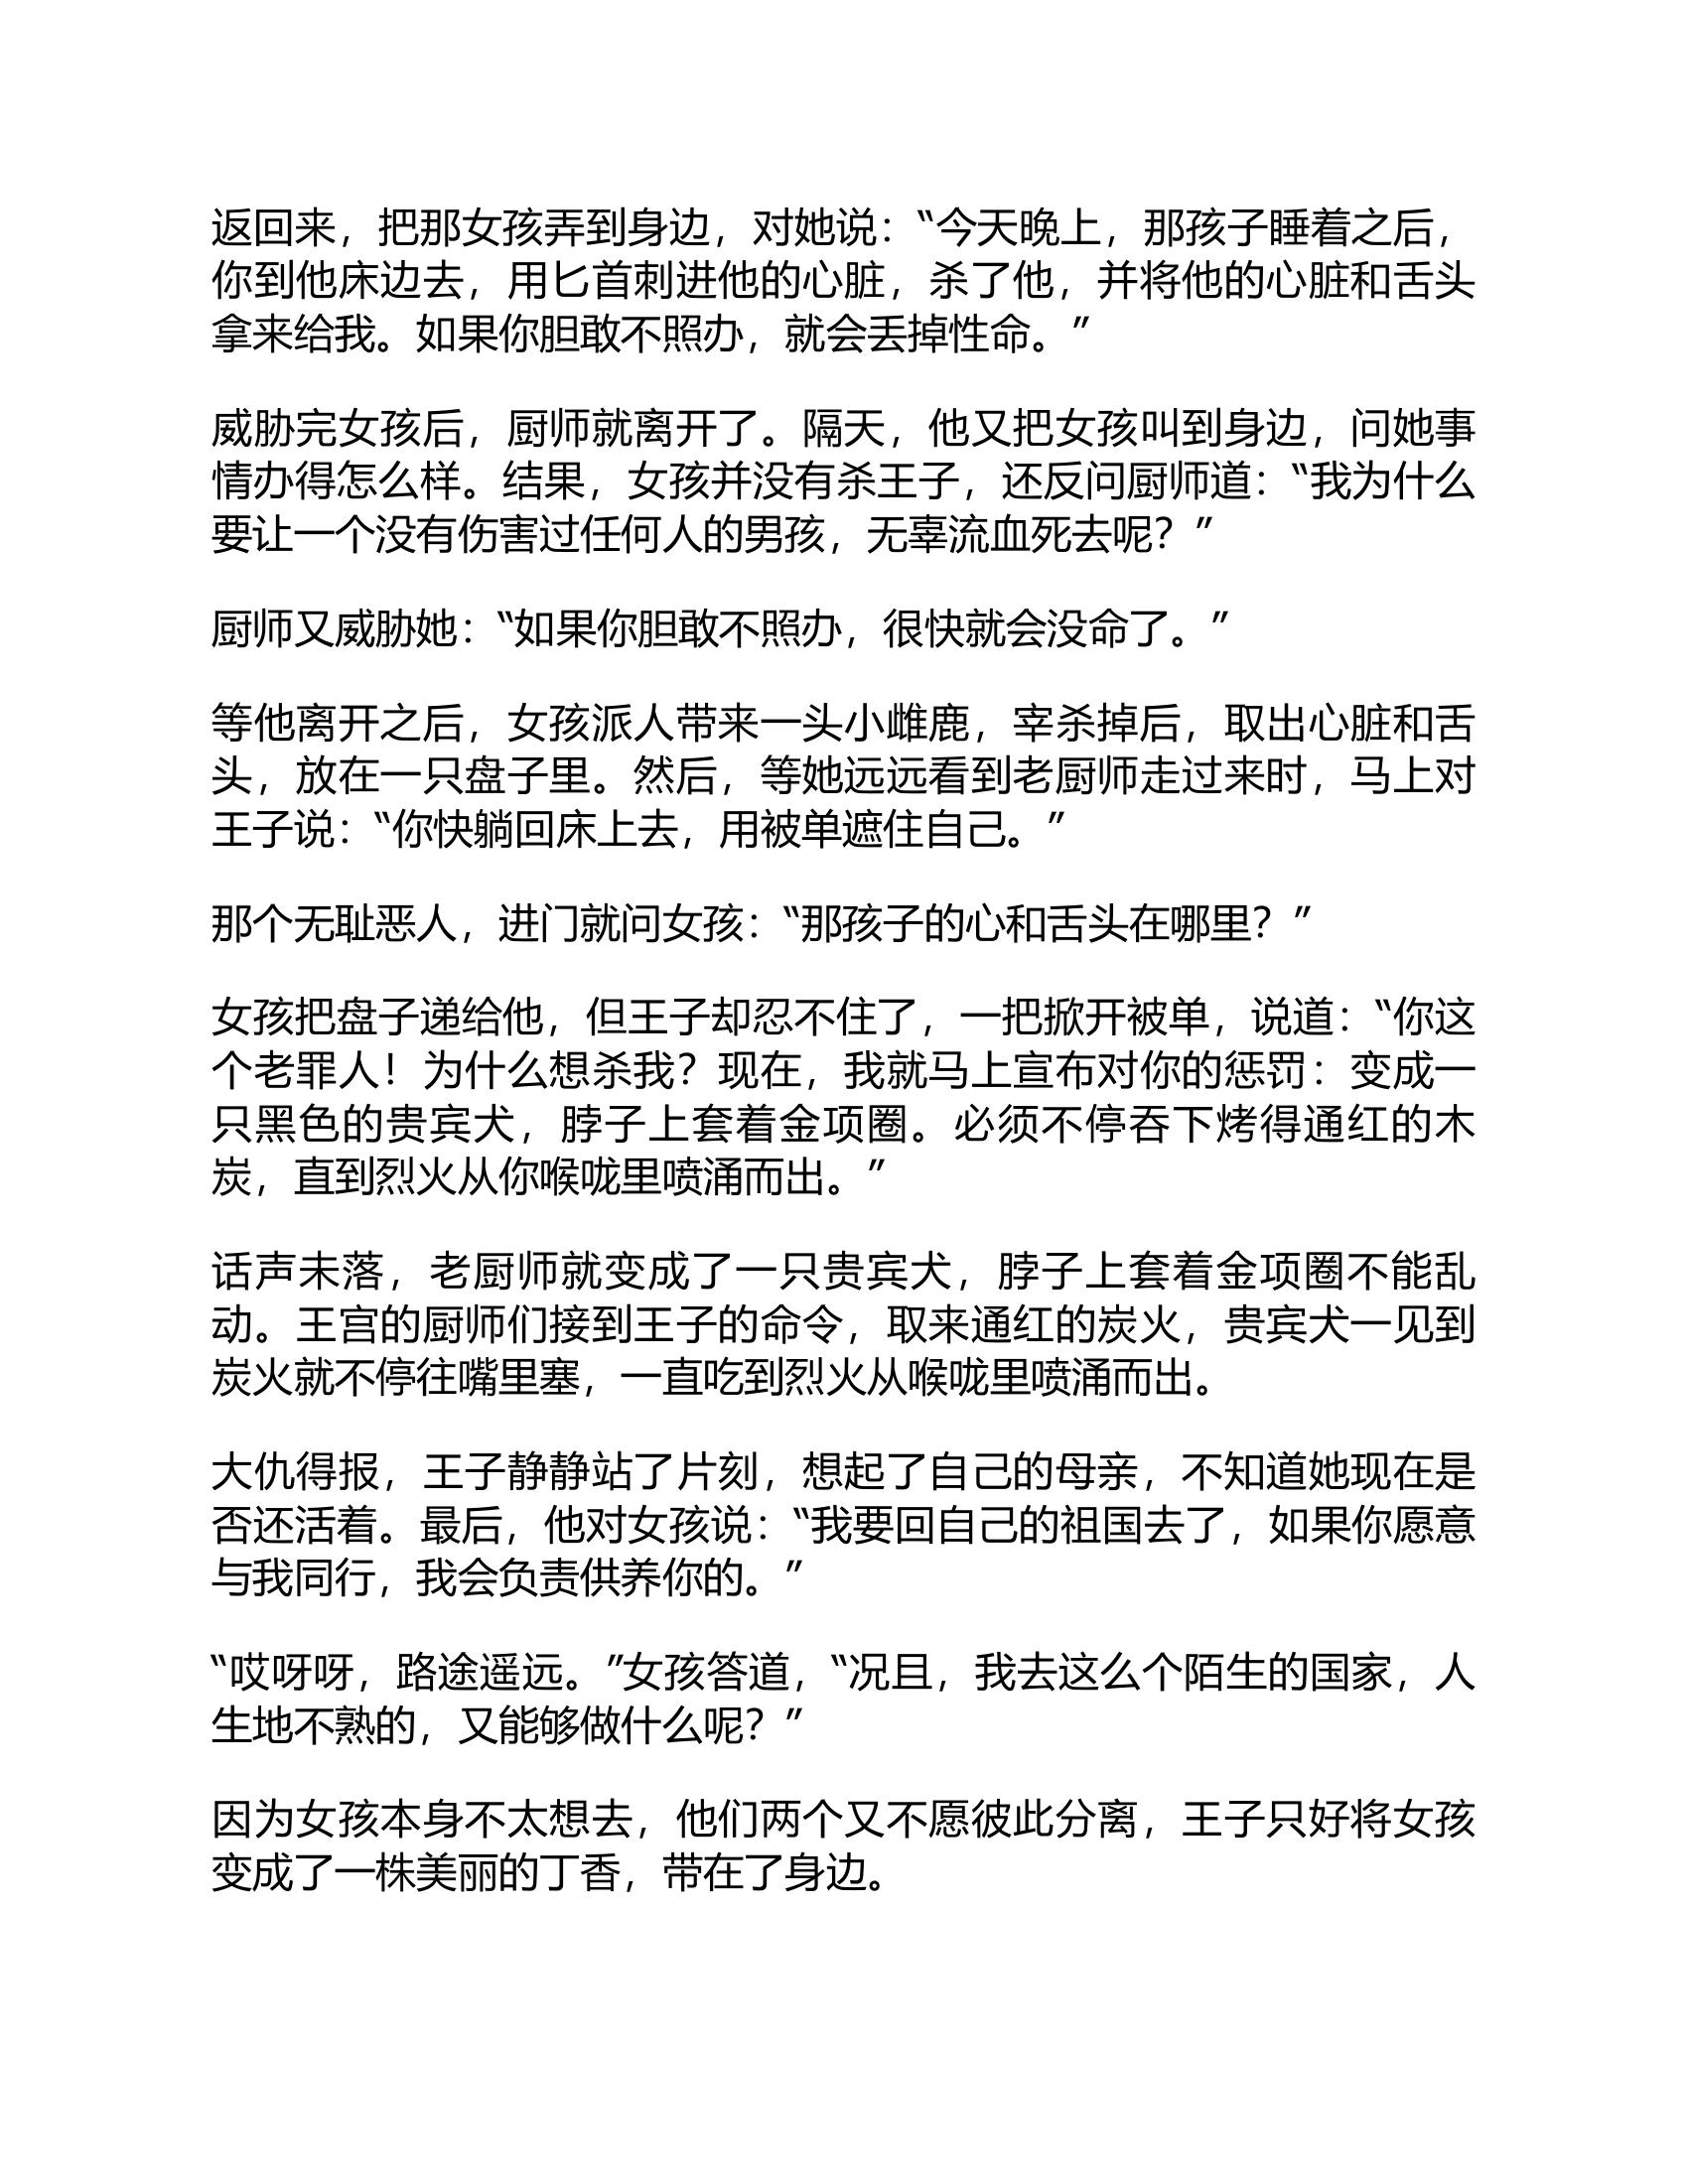 返回来，把那女孩弄到身边，对她说：“今天晚上，那孩子睡着之后，
你到他床边去，用匕首刺进他的心脏，杀了他，并将他的心脏和舌头
拿来给我。如果你胆敢不照办，就会丢掉性命。”
威胁完女孩后，厨师就离开了。隔天，他又把女孩叫到身边，问她事
情办得怎么样。结果，女孩并没有杀王子，还反问厨师道：“我为什么
要让一个没有伤害过任何人的男孩，无辜流血死去呢？”
厨师又威胁她：“如果你胆敢不照办，很快就会没命了。”
等他离开之后，女孩派人带来一头小雌鹿，宰杀掉后，取出心脏和舌
头，放在一只盘子里。然后，等她远远看到老厨师走过来时，马上对
王子说：“你快躺回床上去，用被单遮住自己。”
那个无耻恶人，进门就问女孩：“那孩子的心和舌头在哪里？”
女孩把盘子递给他，但王子却忍不住了，一把掀开被单，说道：“你这
个老罪人！为什么想杀我？现在，我就马上宣布对你的惩罚：变成一
只黑色的贵宾犬，脖子上套着金项圈。必须不停吞下烤得通红的木
炭，直到烈火从你喉咙里喷涌而出。”
话声未落，老厨师就变成了一只贵宾犬，脖子上套着金项圈不能乱
动。王宫的厨师们接到王子的命令，取来通红的炭火，贵宾犬一见到
炭火就不停往嘴里塞，一直吃到烈火从喉咙里喷涌而出。
大仇得报，王子静静站了片刻，想起了自己的母亲，不知道她现在是
否还活着。最后，他对女孩说：“我要回自己的祖国去了，如果你愿意
与我同行，我会负责供养你的。”
“哎呀呀，路途遥远。”女孩答道，“况且，我去这么个陌生的国家，人
生地不熟的，又能够做什么呢？”
因为女孩本身不太想去，他们两个又不愿彼此分离，王子只好将女孩
变成了一株美丽的丁香，带在了身边。